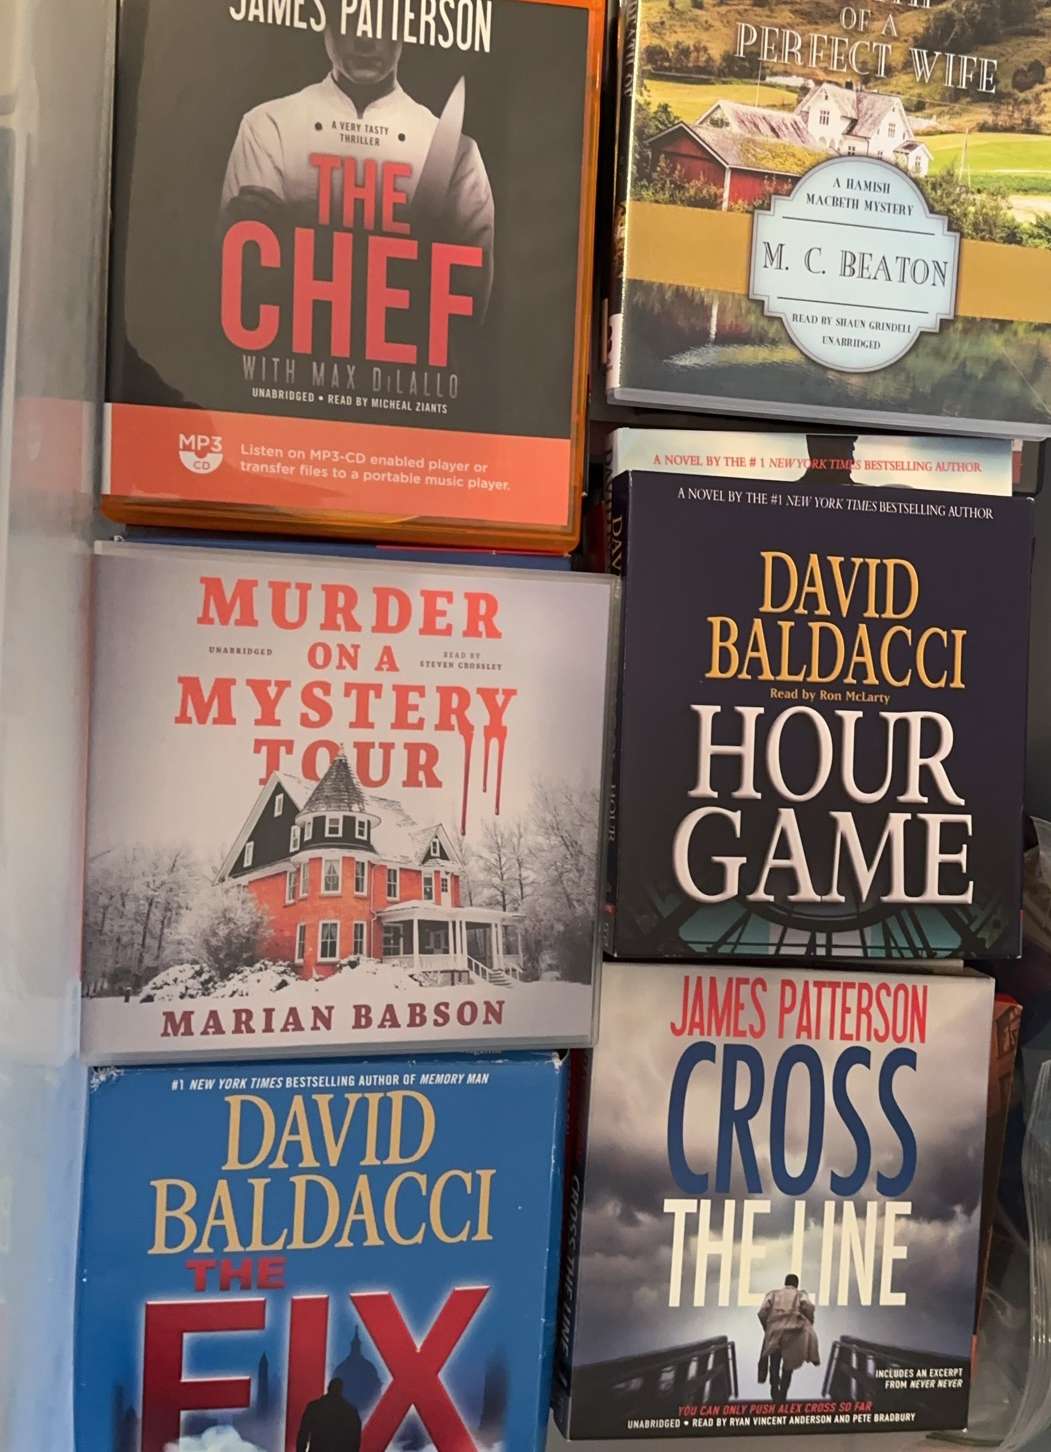 JAMES PATTERSON
A VERY TASTY
THRILLER
THE
CHEF
WITH MAX DiLALLO
UNABRIDGED • READ BY MICHEAL ZIANTS
MP3
CD
Listen on MP3-CD enabled player or
transfer files to a portable music player.
OF A
PERFECT WIFE
A HAMISH
MACBETH MYSTERY
M. C. BEATON
READ BY SHAUN GRINDELL
UNABRIDGED
MURDER
UNABRIDGED
ON A
READ BY
STEVEN CROSSLEY
MYSTERY
TOUR
MARIAN BABSON
A NOVEL BY THE # 1 NEW YORK TIMES BESTSELLING AUTHOR
A NOVEL BY THE #1 NEW YORK TIMES BESTSELLING AUTHOR
DAVID
BALDACCI
Read by Ron McLarty
HOUR
GAME
DAV
HOUR
#1 NEW YORK TIMES BESTSELLING AUTHOR OF MEMORY MAN
DAVID
BALDACCI
THE
FIX
JAMES PATTERSON
CROSS
THE LINE
INCLUDES AN EXCERPT
FROM NEVER NEVER
YOU CAN ONLY PUSH ALEX CROSS SO FAR
UNABRIDGED • READ BY RYAN VINCENT ANDERSON AND PETE BRADBURY
CROSS THE LINE